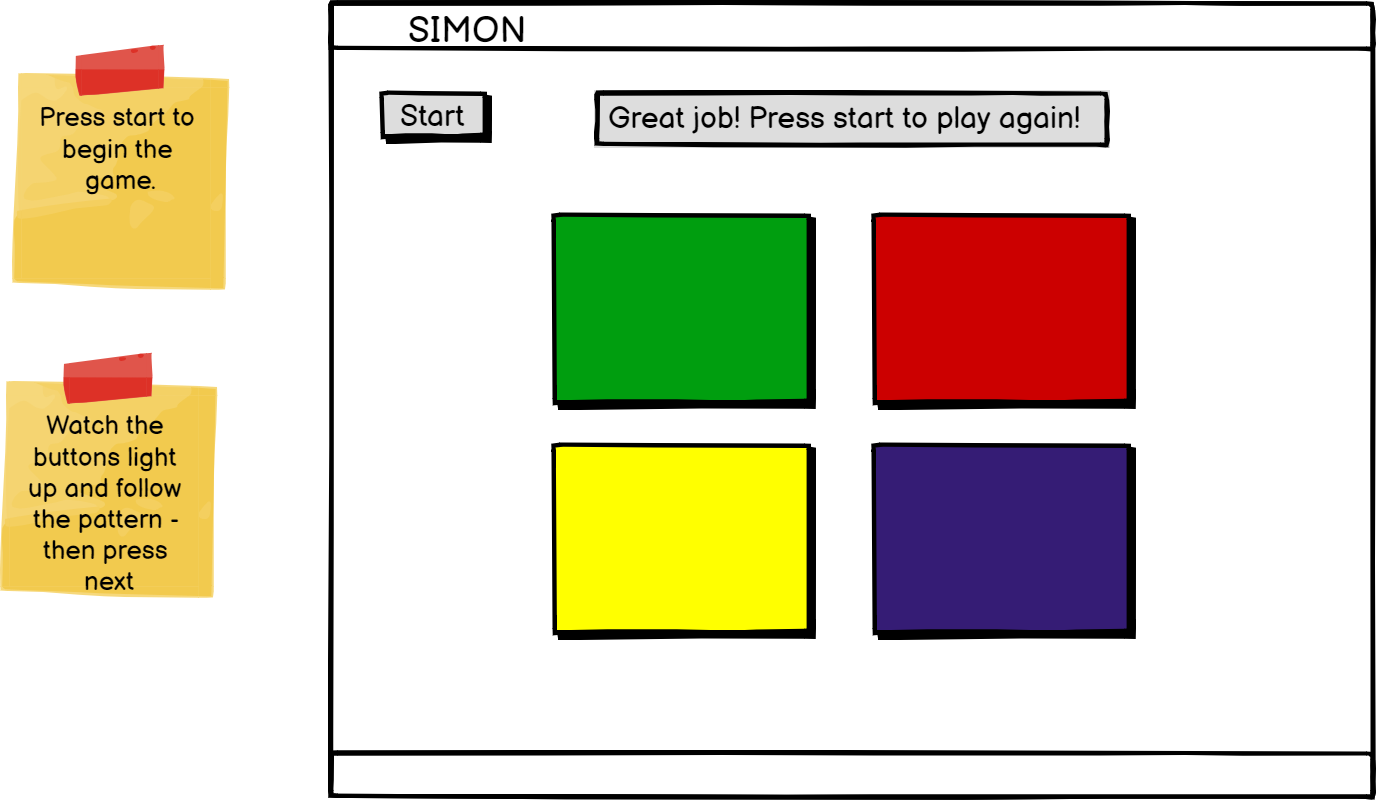 SIMON
Start
Great job! Press start to play again!
Press start to
begin the
game.
Watch the
buttons light
up and follow
the pattern -
then press
next